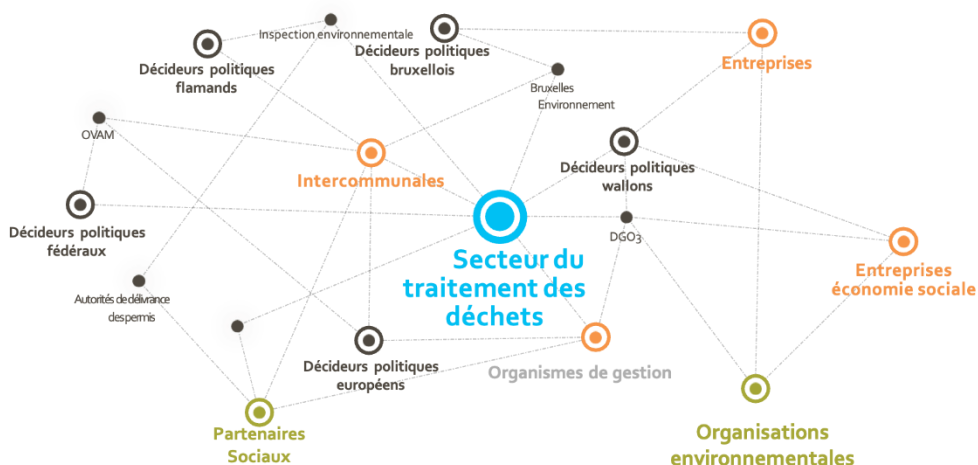 Inspection environnementale
Décideurs politiques
flamands
Décideurs politiques
bruxellois
Entreprises
Bruxelles
Environnement
OVAM
Intercommunales
Décideurs politiques
wallons
Décideurs politiques
fédéraux
DGO3
Secteur du
traitement des
déchets
Entreprises
économie sociale
Autorités de délivrance
des permis
Décideurs politiques
européens
Organismes de gestion
Partenaires
Sociaux
Organisations
environnementales